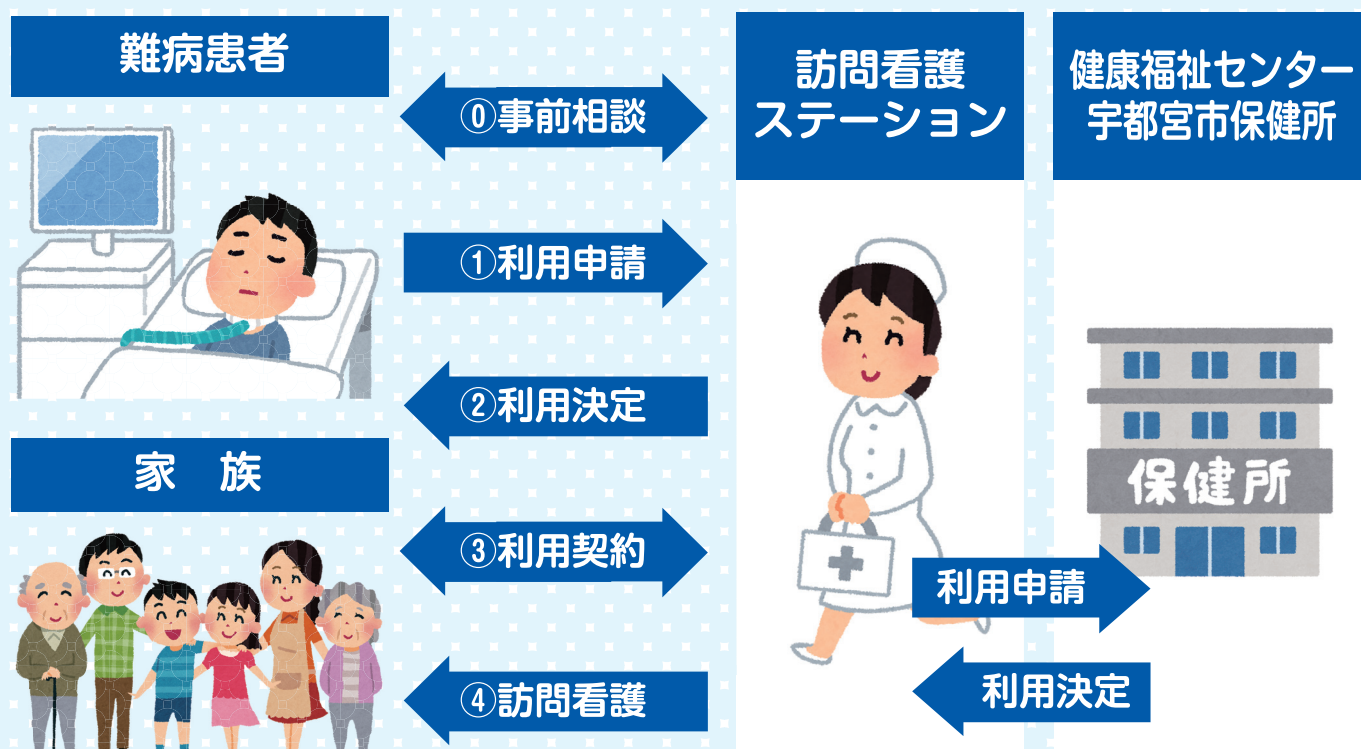 難病患者
⓪事前相談
①利用申請
②利用決定
家　族
③利用契約
④訪問看護
訪問看護
ステーション
健康福祉センター
宇都宮市保健所
保健所
利用申請
利用決定